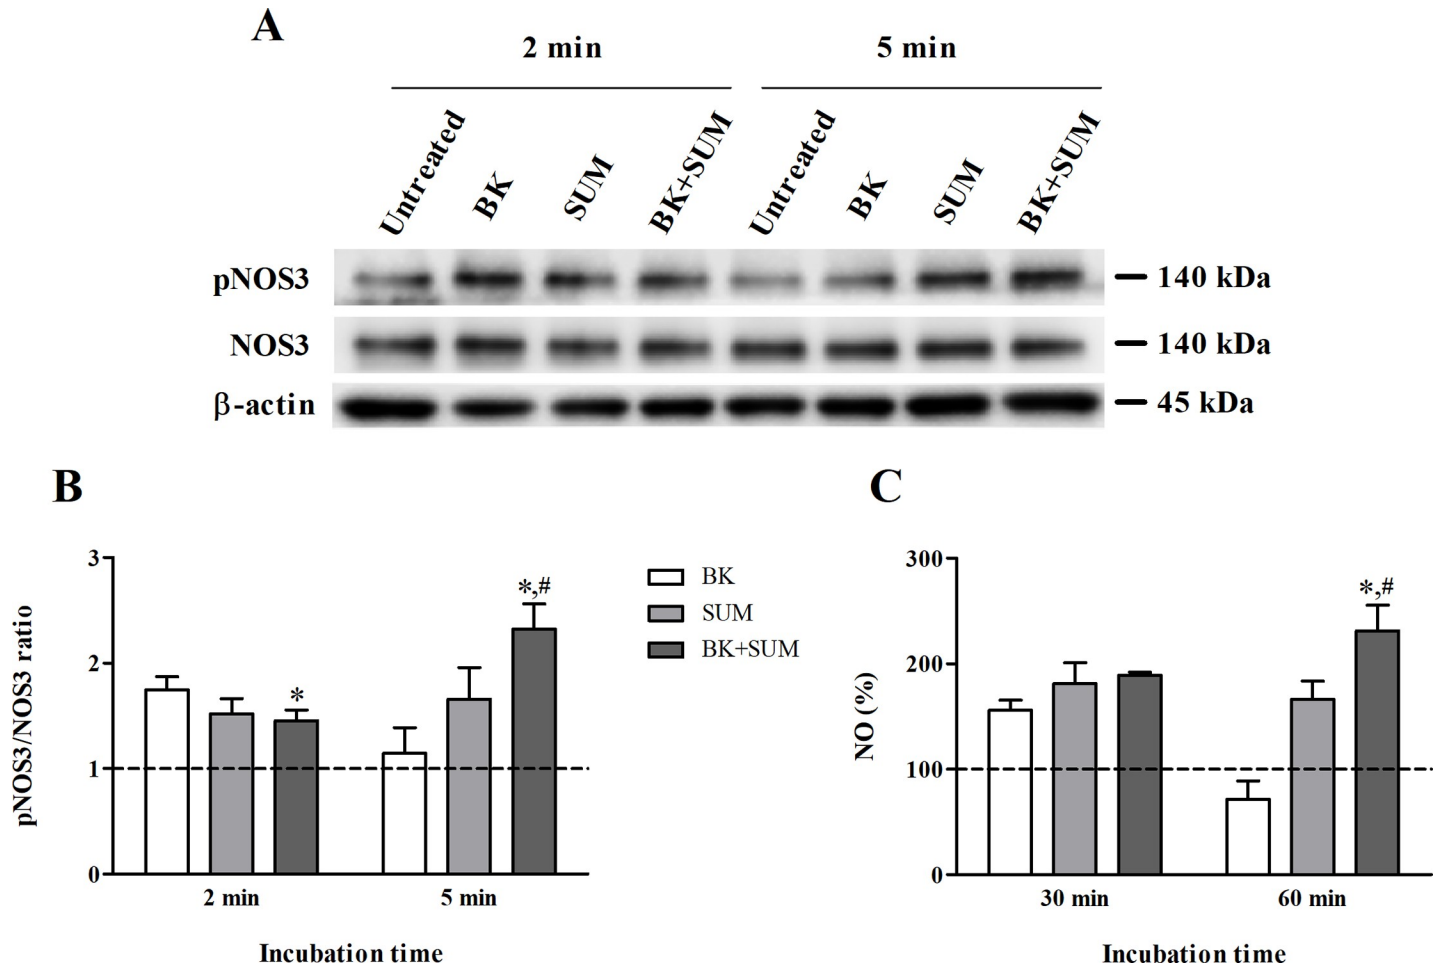 A
2 min 5 min
Untreated BK SUM BK+SUM Untreated BK SUM BK+SUM
pNOS3 140 kDa
NOS3 140 kDa
β-actin 45 kDa
B
pNOS3/NOS3 ratio
3
2
1
0
*
*,#
2 min 5 min
Incubation time
BK
SUM
BK+SUM
C
NO (%)
300
200
100
0
*,#
30 min 60 min
Incubation time